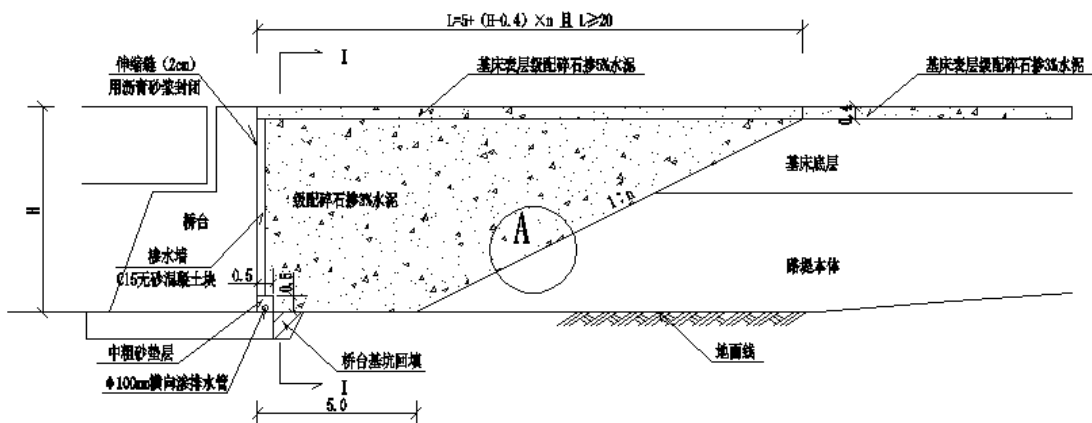 L=5+(H-0.4)×n 且 L≥20
I
伸缩缝(2cm)
用沥青砂浆封闭
基床表层级配碎石掺5%水泥
基床表层级配碎石掺3%水泥
0.4
基床底层
H
级配碎石掺3%水泥
1:n
桥台
A
渗水墙
C15无砂混凝土块
0.5
0.5
路堤本体
中粗砂垫层
桥台基坑回填
地面线
Φ100mm横向渗排水管
I
5.0